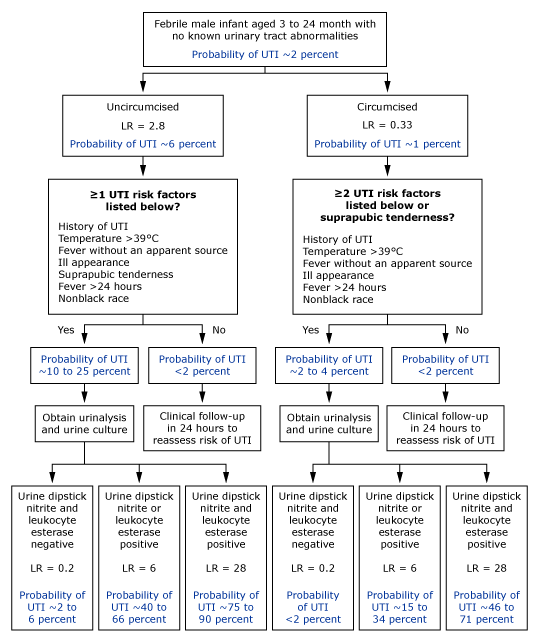 Febrile male infant aged 3 to 24 month with
no known urinary tract abnormalities
Probability of UTI ~2 percent
Uncircumcised
LR = 2.8
Probability of UTI ~6 percent
Circumcised
LR = 0.33
Probability of UTI ~1 percent
≥1 UTI risk factors
listed below?
History of UTI
Temperature >39°C
Fever without an apparent source
Ill appearance
Suprapubic tenderness
Fever >24 hours
Nonblack race
≥2 UTI risk factors
listed below or
suprapubic tenderness?
History of UTI
Temperature >39°C
Fever without an apparent source
Ill appearance
Fever >24 hours
Nonblack race
Yes
No
Yes
No
Probability of UTI
~10 to 25 percent
Probability of UTI
<2 percent
Probability of UTI
~2 to 4 percent
Probability of UTI
<2 percent
Obtain urinalysis
and urine culture
Clinical follow-up
in 24 hours to
reassess risk of UTI
Obtain urinalysis
and urine culture
Clinical follow-up
in 24 hours to
reassess risk of UTI
Urine dipstick
nitrite and
leukocyte
esterase
negative
LR = 0.2
Probability of
UTI ~2 to
6 percent
Urine dipstick
nitrite or
leukocyte
esterase
positive
LR = 6
Probability of
UTI ~40 to
66 percent
Urine dipstick
nitrite and
leukocyte
esterase
positive
LR = 28
Probability of
UTI ~75 to
90 percent
Urine dipstick
nitrite and
leukocyte
esterase
negative
LR = 0.2
Probability
of UTI
<2 percent
Urine dipstick
nitrite or
leukocyte
esterase
positive
LR = 6
Probability of
UTI ~15 to
34 percent
Urine dipstick
nitrite and
leukocyte
esterase
positive
LR = 28
Probability of
UTI ~46 to
71 percent